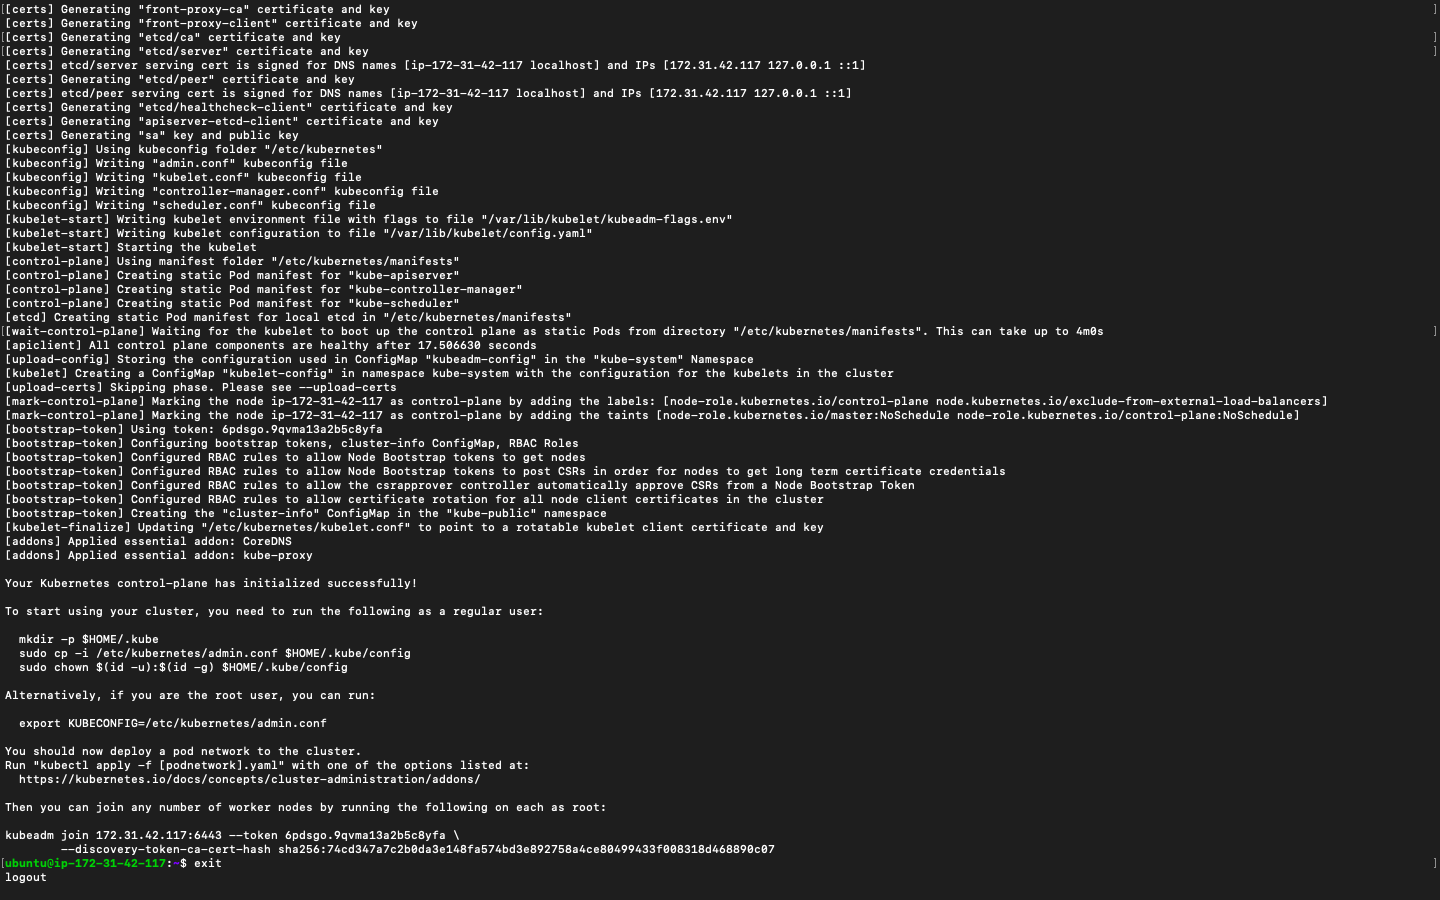 [[certs] Generating "front-proxy-ca" certificate and key ]
[certs] Generating "front-proxy-client" certificate and key
[[certs] Generating "etcd/ca" certificate and key ]
[[certs] Generating "etcd/server" certificate and key ]
[certs] etcd/server serving cert is signed for DNS names [ip-172-31-42-117 localhost] and IPs [172.31.42.117 127.0.0.1 ::1]
[certs] Generating "etcd/peer" certificate and key
[certs] etcd/peer serving cert is signed for DNS names [ip-172-31-42-117 localhost] and IPs [172.31.42.117 127.0.0.1 ::1]
[certs] Generating "etcd/healthcheck-client" certificate and key
[certs] Generating "apiserver-etcd-client" certificate and key
[certs] Generating "sa" key and public key
[kubeconfig] Using kubeconfig folder "/etc/kubernetes"
[kubeconfig] Writing "admin.conf" kubeconfig file
[kubeconfig] Writing "kubelet.conf" kubeconfig file
[kubeconfig] Writing "controller-manager.conf" kubeconfig file
[kubeconfig] Writing "scheduler.conf" kubeconfig file
[kubelet-start] Writing kubelet environment file with flags to file "/var/lib/kubelet/kubeadm-flags.env"
[kubelet-start] Writing kubelet configuration to file "/var/lib/kubelet/config.yaml"
[kubelet-start] Starting the kubelet
[control-plane] Using manifest folder "/etc/kubernetes/manifests"
[control-plane] Creating static Pod manifest for "kube-apiserver"
[control-plane] Creating static Pod manifest for "kube-controller-manager"
[control-plane] Creating static Pod manifest for "kube-scheduler"
[etcd] Creating static Pod manifest for local etcd in "/etc/kubernetes/manifests"
[[wait-control-plane] Waiting for the kubelet to boot up the control plane as static Pods from directory "/etc/kubernetes/manifests". This can take up to 4m0s ]
[apiclient] All control plane components are healthy after 17.506630 seconds
[upload-config] Storing the configuration used in ConfigMap "kubeadm-config" in the "kube-system" Namespace
[kubelet] Creating a ConfigMap "kubelet-config" in namespace kube-system with the configuration for the kubelets in the cluster
[upload-certs] Skipping phase. Please see --upload-certs
[mark-control-plane] Marking the node ip-172-31-42-117 as control-plane by adding the labels: [node-role.kubernetes.io/control-plane node.kubernetes.io/exclude-from-external-load-balancers]
[mark-control-plane] Marking the node ip-172-31-42-117 as control-plane by adding the taints [node-role.kubernetes.io/master:NoSchedule node-role.kubernetes.io/control-plane:NoSchedule]
[bootstrap-token] Using token: 6pdsgo.9qvma13a2b5c8yfa
[bootstrap-token] Configuring bootstrap tokens, cluster-info ConfigMap, RBAC Roles
[bootstrap-token] Configured RBAC rules to allow Node Bootstrap tokens to get nodes
[bootstrap-token] Configured RBAC rules to allow Node Bootstrap tokens to post CSRs in order for nodes to get long term certificate credentials
[bootstrap-token] Configured RBAC rules to allow the csrapprover controller automatically approve CSRs from a Node Bootstrap Token
[bootstrap-token] Configured RBAC rules to allow certificate rotation for all node client certificates in the cluster
[bootstrap-token] Creating the "cluster-info" ConfigMap in the "kube-public" namespace
[kubelet-finalize] Updating "/etc/kubernetes/kubelet.conf" to point to a rotatable kubelet client certificate and key
[addons] Applied essential addon: CoreDNS
[addons] Applied essential addon: kube-proxy
Your Kubernetes control-plane has initialized successfully!
To start using your cluster, you need to run the following as a regular user:
mkdir -p $HOME/.kube
sudo cp -i /etc/kubernetes/admin.conf $HOME/.kube/config
sudo chown $(id -u):$(id -g) $HOME/.kube/config
Alternatively, if you are the root user, you can run:
export KUBECONFIG=/etc/kubernetes/admin.conf
You should now deploy a pod network to the cluster.
Run "kubectl apply -f [podnetwork].yaml" with one of the options listed at:
https://kubernetes.io/docs/concepts/cluster-administration/addons/
Then you can join any number of worker nodes by running the following on each as root:
kubeadm join 172.31.42.117:6443 --token 6pdsgo.9qvma13a2b5c8yfa \
--discovery-token-ca-cert-hash sha256:74cd347a7c2b0da3e148fa574bd3e892758a4ce80499433f008318d468890c07
[ubuntu@ip-172-31-42-117:~$ exit ]
logout